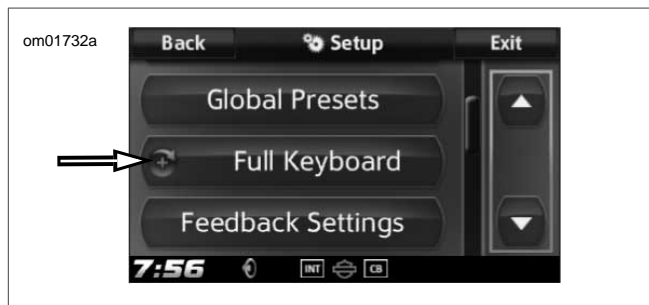 om01732a
Back Setup Exit
Global Presets
Full Keyboard
Feedback Settings
7:56 INT CB